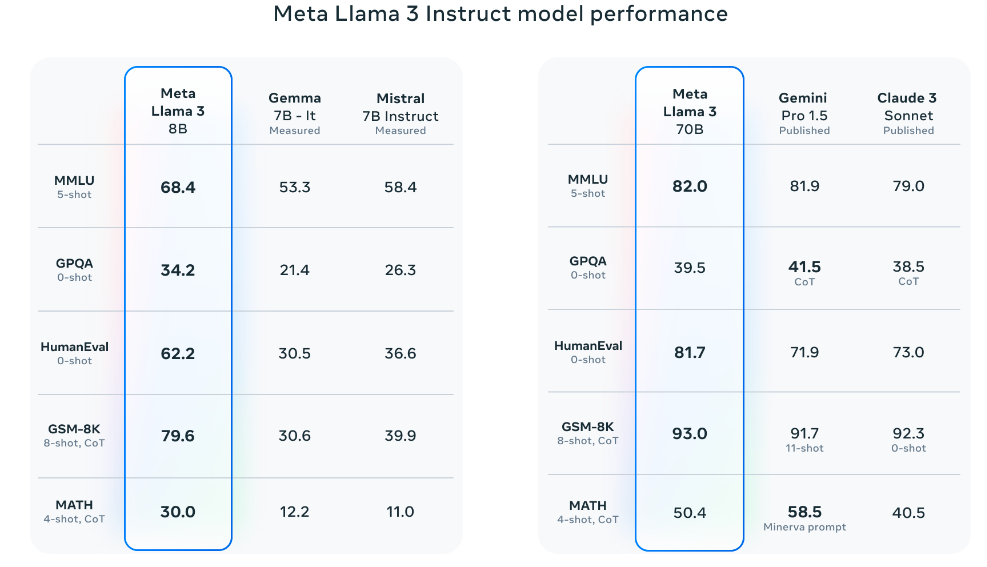 Meta Llama 3 Instruct model performance
Meta
Llama 3
8B
Gemma
7B - It
Measured
Mistral
7B Instruct
Measured
MMLU
5-shot
68.4
53.3
58.4
GPQA
0-shot
34.2
21.4
26.3
HumanEval
0-shot
62.2
30.5
36.6
GSM-8K
8-shot, CoT
79.6
30.6
39.9
MATH
4-shot, CoT
30.0
12.2
11.0
Meta
Llama 3
70B
Gemini
Pro 1.5
Published
Claude 3
Sonnet
Published
MMLU
5-shot
82.0
81.9
79.0
GPQA
0-shot
39.5
41.5
CoT
38.5
CoT
HumanEval
0-shot
81.7
71.9
73.0
GSM-8K
8-shot, CoT
93.0
91.7
11-shot
92.3
0-shot
MATH
4-shot, CoT
50.4
58.5
Minerva prompt
40.5